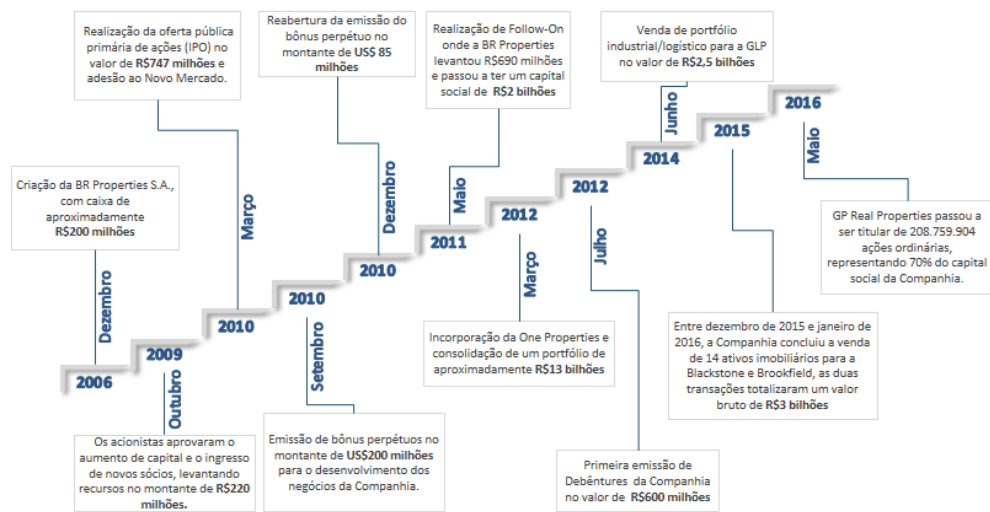 Criação da BR Properties S.A.,
com caixa de
aproximadamente
R$200 milhões
Dezembro
2006
2009
Outubro
Os acionistas aprovaram o
aumento de capital e o ingresso
de novos sócios, levantando
recursos no montante de R$220
milhões.
Realização da oferta pública
primária de ações (IPO) no
valor de R$747 milhões e
adesão ao Novo Mercado.
Março
2010
2010
Setembro
Emissão de bônus perpétuos no
montante de US$200 milhões
para o desenvolvimento dos
negócios da Companhia.
Reabertura da emissão do
bônus perpétuo no
montante de US$ 85
milhões
Dezembro
2010
Realização de Follow-On
onde a BR Properties
levantou R$690 milhões
e passou a ter um capital
social de R$2 bilhões
Maio
2011
2012
Março
Incorporação da One Properties e
consolidação de um portfólio de
aproximadamente R$13 bilhões
2012
Julho
Primeira emissão de
Debêntures da Companhia
no valor de R$600 milhões
Venda de portfólio
industrial/logístico para a GLP
no valor de R$2,5 bilhões
Junho
2014
2015
Entre dezembro de 2015 e janeiro de
2016, a Companhia concluiu a venda
de 14 ativos imobiliários para a
Blackstone e Brookfield, as duas
transações totalizaram um valor
bruto de R$3 bilhões
2016
Maio
GP Real Properties passou a
ser titular de 208.759.904
ações ordinárias,
representando 70% do capital
social da Companhia.